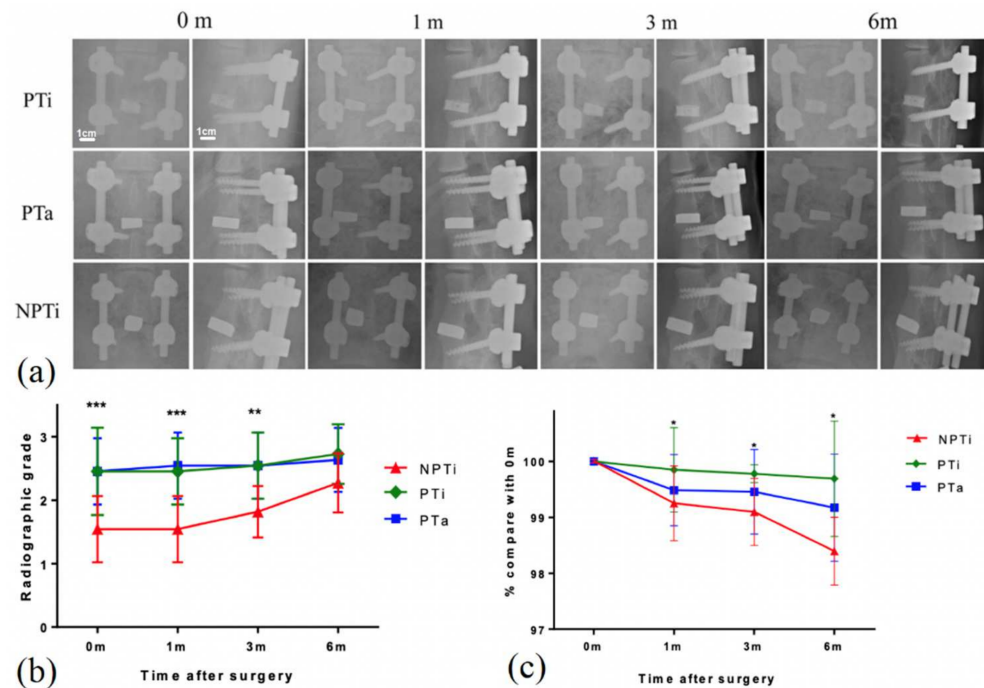 0 m 1 m 3 m 6m
PTi
1cm 1cm
PTa
NPTi
(a)
*** *** **
3
2
1
0
Radiographic grade
NPTi
PTi
PTa
0m 1m 3m 6m
Time after surgery
(b)
* * *
100
99
98
97
% compare with 0m
NPTi
PTi
PTa
0m 1m 3m 6m
Time after surgery
(c)